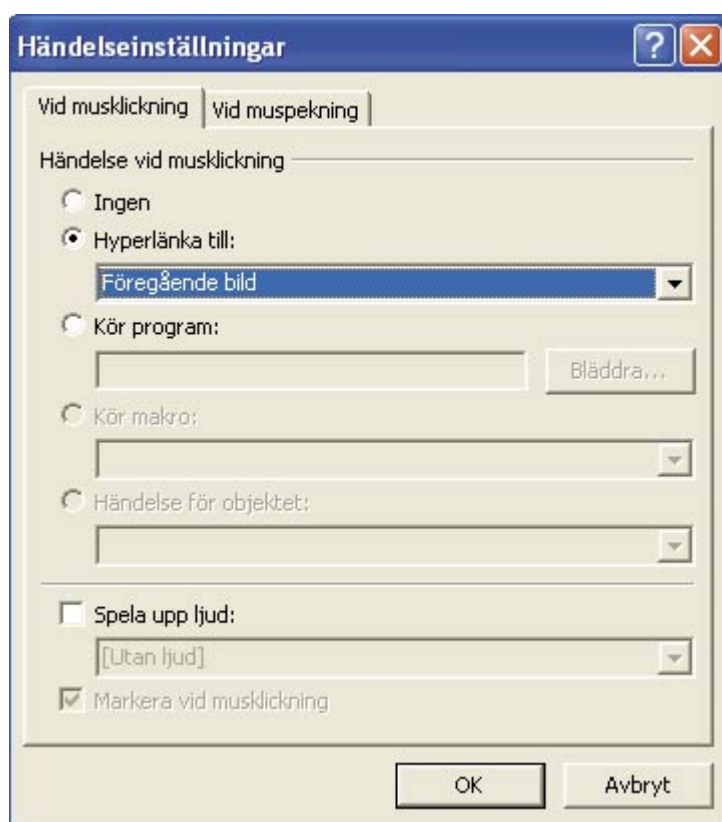 Händelseinställningar
Vid musklickning Vid muspekning
Händelse vid musklickning
Ingen
Hyperlänka till:
Föregående bild
Kör program:
Bläddra...
Kör makro:
Händelse för objektet:
Spela upp ljud:
[Utan ljud]
Markera vid musklickning
OK Avbryt